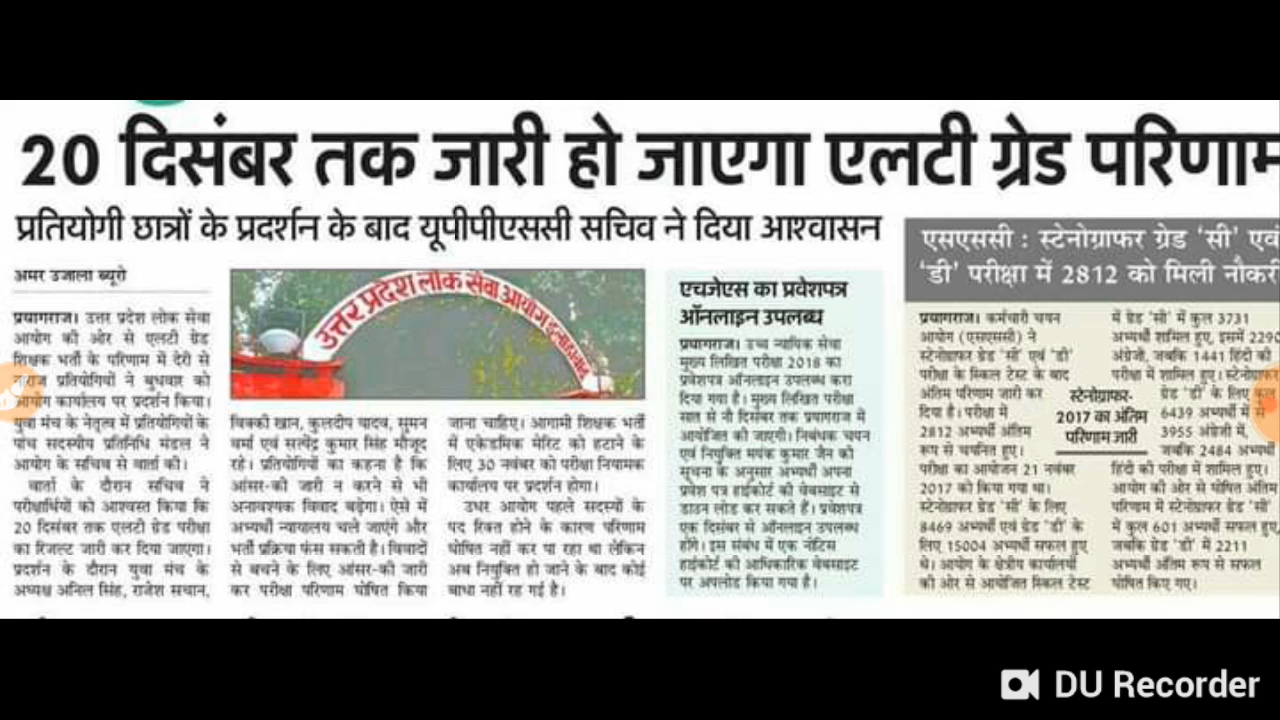 20 दिसंबर तक जारी हो जाएगा एलटी ग्रेड परिणाम
प्रतियोगी छात्रों के प्रदर्शन के बाद यूपीपीएससी सचिव ने दिया आश्वासन
अमर उजाला ब्यूरो
प्रयागराज। उत्तर प्रदेश लोक सेवा
आयोग की ओर से एलटी ग्रेड
शिक्षक भर्ती के परिणाम में देरी से
नाराज प्रतियोगियों ने बुधवार को
आयोग कार्यालय पर प्रदर्शन किया।
युवा मंच के नेतृत्व में प्रतियोगियों के
पांच सदस्यीय प्रतिनिधि मंडल ने
आयोग के सचिव से वार्ता की।
वार्ता के दौरान सचिव ने
परीक्षार्थियों को आश्वस्त किया कि
20 दिसंबर तक एलटी ग्रेड परीक्षा
का रिजल्ट जारी कर दिया जाएगा।
प्रदर्शन के दौरान युवा मंच के
अध्यक्ष अनिल सिंह, राजेश सचान,
उत्तर प्रदेश लोक सेवा आयोग इलाहाबाद
विक्की खान, कुलदीप यादव, सुमन
वर्मा एवं सत्येंद्र कुमार सिंह मौजूद
रहे। प्रतियोगियों का कहना है कि
आंसर-की जारी न करने से भी
अनावश्यक विवाद बढ़ेगा। ऐसे में
अभ्यर्थी न्यायालय चले जाएंगे और
भर्ती प्रक्रिया फंस सकती है। विवादों
से बचने के लिए आंसर-की जारी
कर परीक्षा परिणाम घोषित किया
जाना चाहिए। आगामी शिक्षक भर्ती
में एकेडमिक मेरिट को हटाने के
लिए 30 नवंबर को परीक्षा नियामक
कार्यालय पर प्रदर्शन होगा।
उधर आयोग पहले सदस्यों के
पद रिक्त होने के कारण परिणाम
घोषित नहीं कर पा रहा था लेकिन
अब नियुक्ति हो जाने के बाद कोई
बाधा नहीं रह गई है।
एचजेएस का प्रवेशपत्र
ऑनलाइन उपलब्ध
प्रयागराज। उच्च न्यायिक सेवा
मुख्य लिखित परीक्षा 2018 का
प्रवेशपत्र ऑनलाइन उपलब्ध करा
दिया गया है। मुख्य लिखित परीक्षा
सात से नौ दिसंबर तक प्रयागराज में
आयोजित की जाएगी। निबंधक चयन
एवं नियुक्ति मयंक कुमार जैन की
सूचना के अनुसार अभ्यर्थी अपना
प्रवेश पत्र हाईकोर्ट की वेबसाइट से
डाउन लोड कर सकते हैं। प्रवेशपत्र
एक दिसंबर से ऑनलाइन उपलब्ध
होंगे। इस संबंध में एक नोटिस
हाईकोर्ट की आधिकारिक वेबसाइट
पर अपलोड किया गया है।
एसएससी : स्टेनोग्राफर ग्रेड 'सी' एवं
'डी' परीक्षा में 2812 को मिली नौकरी
प्रयागराज। कर्मचारी चयन
आयोग (एसएससी) ने
स्टेनोग्राफर ग्रेड 'सी' एवं 'डी'
परीक्षा के स्किल टेस्ट के बाद
अंतिम परिणाम जारी कर
दिया है। परीक्षा में
2812 अभ्यर्थी अंतिम
रूप से चयनित हुए।
परीक्षा का आयोजन 21 नवंबर
2017 को किया गया था।
स्टेनोग्राफर ग्रेड 'सी' के लिए
8469 अभ्यर्थी एवं ग्रेड 'डी' के
लिए 15004 अभ्यर्थी सफल हुए
थे। आयोग के क्षेत्रीय कार्यालयों
की ओर से आयोजित स्किल टेस्ट
स्टेनोग्राफर-
2017 का अंतिम
परिणाम जारी
में ग्रेड 'सी' में कुल 3731
अभ्यर्थी शामिल हुए, इसमें 2290
अंग्रेजी, जबकि 1441 हिंदी की
परीक्षा में शामिल हुए। स्टेनोग्राफर
ग्रेड 'डी' के लिए कुल
6439 अभ्यर्थी में से
3955 अंग्रेजी में,
जबकि 2484 अभ्यर्थी
हिंदी की परीक्षा में शामिल हुए।
आयोग की ओर से घोषित अंतिम
परिणाम में स्टेनोग्राफर ग्रेड 'सी'
में कुल 601 अभ्यर्थी सफल हुए
जबकि ग्रेड 'डी' में 2211
अभ्यर्थी अंतिम रूप से सफल
घोषित किए गए।
DU Recorder